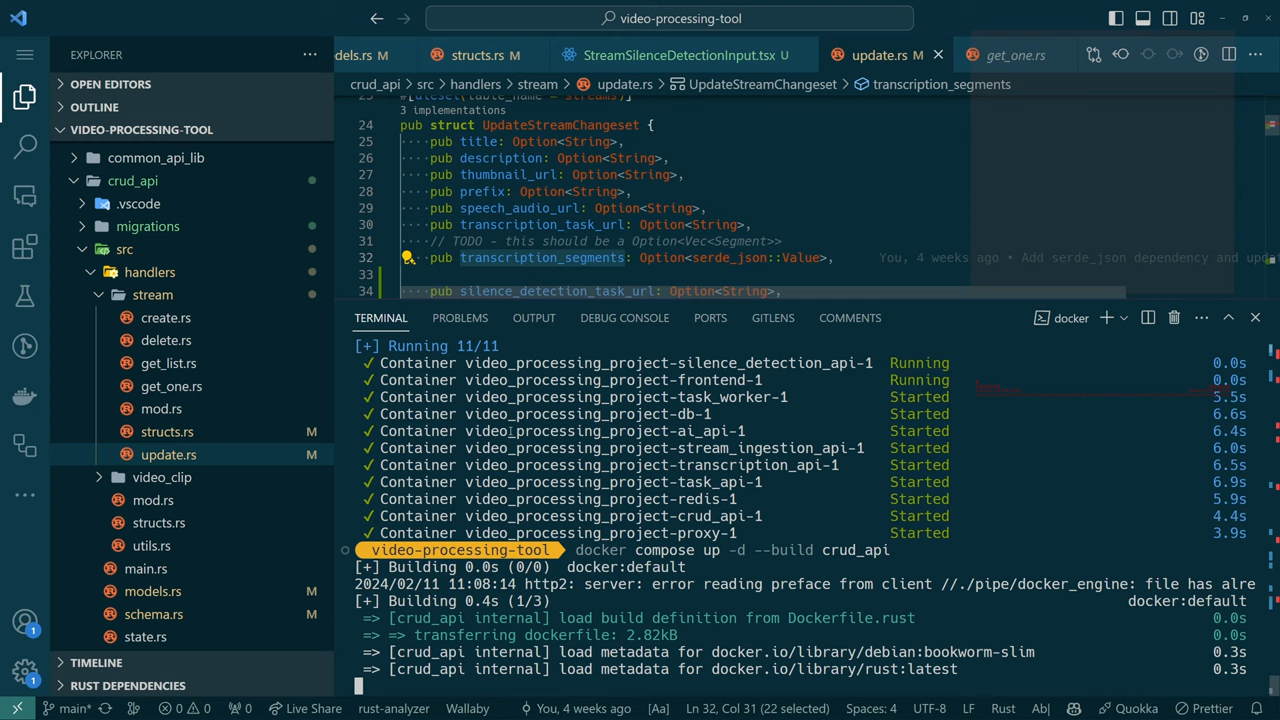 video-processing-tool
EXPLORER
OPEN EDITORS
OUTLINE
VIDEO-PROCESSING-TOOL
common_api_lib
crud_api
.vscode
migrations
src
handlers
stream
create.rs
delete.rs
get_list.rs
get_one.rs
mod.rs
structs.rs M
update.rs M
video_clip
mod.rs
structs.rs
utils.rs
main.rs
models.rs
schema.rs
state.rs
TIMELINE
RUST DEPENDENCIES
dels.rs M
structs.rs M
StreamSilenceDetectionInput.tsx U
update.rs M
get_one.rs
crud_api > src > handlers > stream > update.rs > UpdateStreamChangeset > transcription_segments
3 implementations
24 pub struct UpdateStreamChangeset {
25 pub title: Option<String>,
26 pub description: Option<String>,
27 pub thumbnail_url: Option<String>,
28 pub prefix: Option<String>,
29 pub speech_audio_url: Option<String>,
30 pub transcription_task_url: Option<String>,
31 // TODO - this should be a Option<Vec<Segment>>
32 pub transcription_segments: Option<serde_json::Value>, You, 4 weeks ago • Add serde_json dependency and upd
33
34 pub silence_detection_task_url: Option<String>,
TERMINAL PROBLEMS OUTPUT DEBUG CONSOLE PORTS GITLENS COMMENTS
docker
[+] Running 11/11
✓ Container video_processing_project-silence_detection_api-1 Running 0.0s
✓ Container video_processing_project-frontend-1 Running 0.0s
✓ Container video_processing_project-task_worker-1 Started 5.5s
✓ Container video_processing_project-db-1 Started 6.6s
✓ Container video_processing_project-ai_api-1 Started 6.4s
✓ Container video_processing_project-stream_ingestion_api-1 Started 6.0s
✓ Container video_processing_project-transcription_api-1 Started 6.5s
✓ Container video_processing_project-task_api-1 Started 6.9s
✓ Container video_processing_project-redis-1 Started 5.9s
✓ Container video_processing_project-crud_api-1 Started 4.4s
✓ Container video_processing_project-proxy-1 Started 3.9s
video-processing-tool docker compose up -d --build crud_api
[+] Building 0.0s (0/0) docker:default
2024/02/11 11:08:14 http2: server: error reading preface from client //./pipe/docker_engine: file has alre
[+] Building 0.4s (1/3) docker:default
=> [crud_api internal] load build definition from Dockerfile.rust 0.0s
=> => transferring dockerfile: 2.82kB 0.0s
=> [crud_api internal] load metadata for docker.io/library/debian:bookworm-slim 0.3s
=> [crud_api internal] load metadata for docker.io/library/rust:latest 0.3s
1
1
main* 0 0 0 Live Share rust-analyzer Wallaby You, 4 weeks ago [Aa] Ln 32, Col 31 (22 selected) Spaces: 4 UTF-8 LF Rust Ab| Quokka Prettier